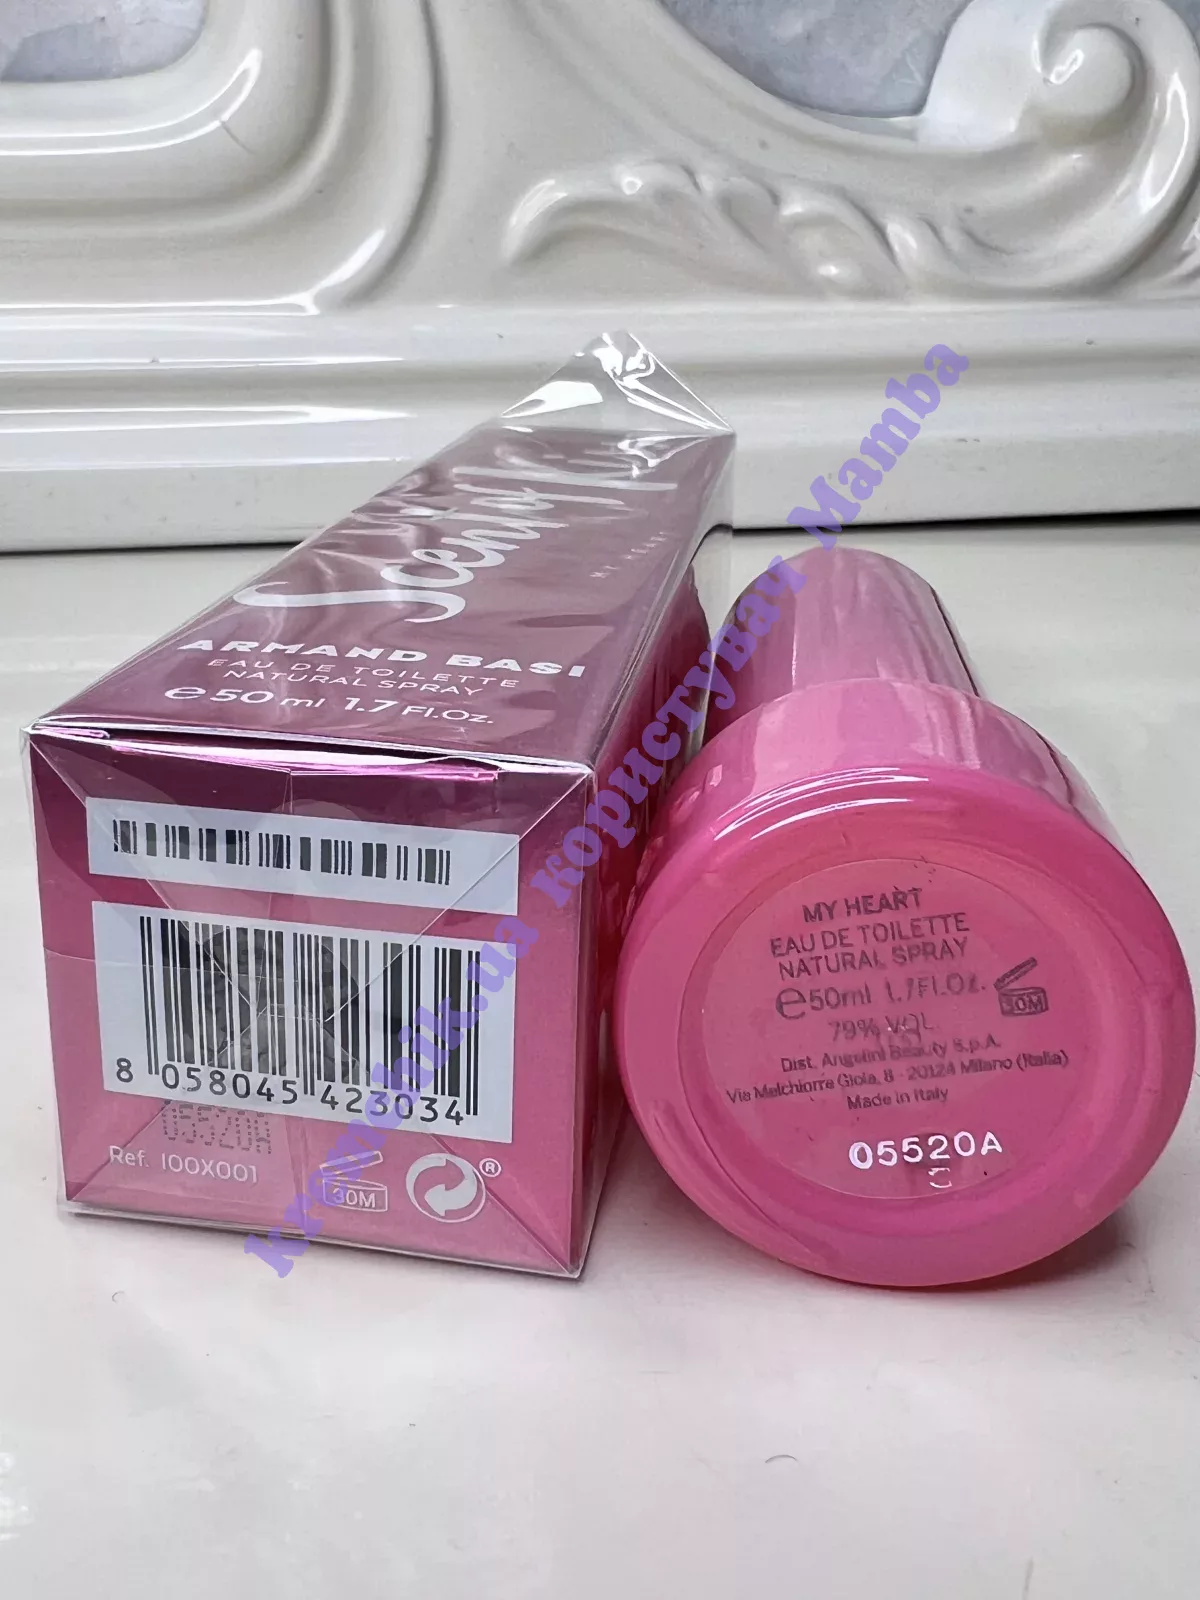 Scent of Kiss
MY HEART
ARMAND BASI
EAU DE TOILETTE
NATURAL SPRAY
e 50 ml 1.7 Fl.Oz.
8 058045 423034
05520A
Ref. 100X001
30M
®
MY HEART
EAU DE TOILETTE
NATURAL SPRAY
e50ml 1.7Fl.Oz.
30M
79% VOL.
Dist. Angelini Beauty S.p.A.
Via Melchiorre Gioia, 8 - 20124 Milano (Italia)
Made in Italy
05520A
kromchik.ua користувач Mamba